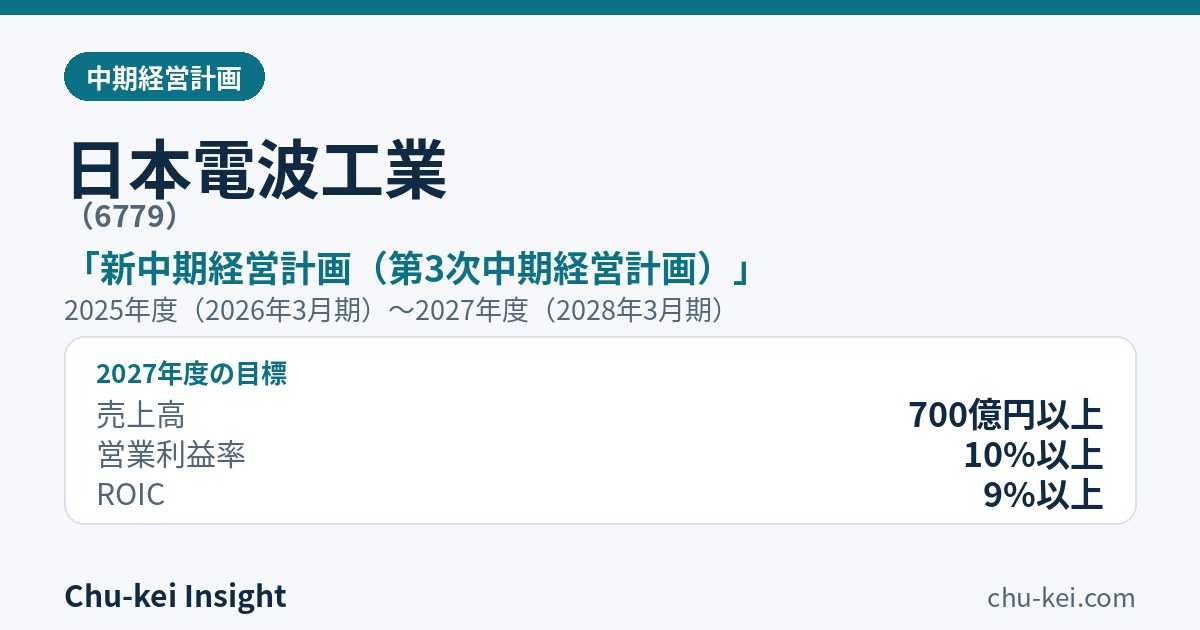 中期経営計画
日本電波工業
（6779）
「新中期経営計画（第3次中期経営計画）」
2025年度（2026年3月期）～2027年度（2028年3月期）
2027年度の目標
売上高 700億円以上
営業利益率 10%以上
ROIC 9%以上
Chu-kei Insight chu-kei.com